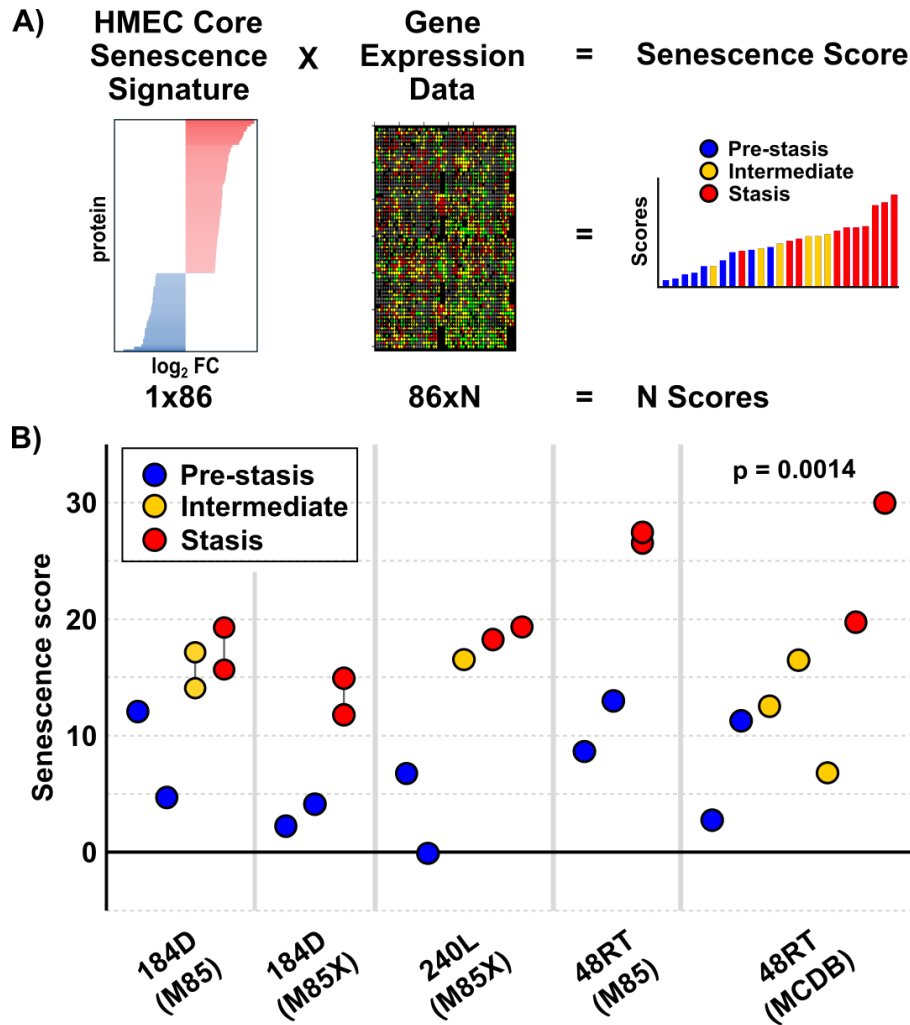 A)
HMEC Core
Senescence
Signature
X
Gene
Expression
Data
=
Senescence Score
protein
log2 FC
=
Pre-stasis
Intermediate
Stasis
Scores
1x86
86xN
=
N Scores
B)
Pre-stasis
Intermediate
Stasis
p = 0.0014
Senescence score
30
20
10
0
184D
(M85)
184D
(M85X)
240L
(M85X)
48RT
(M85)
48RT
(MCDB)